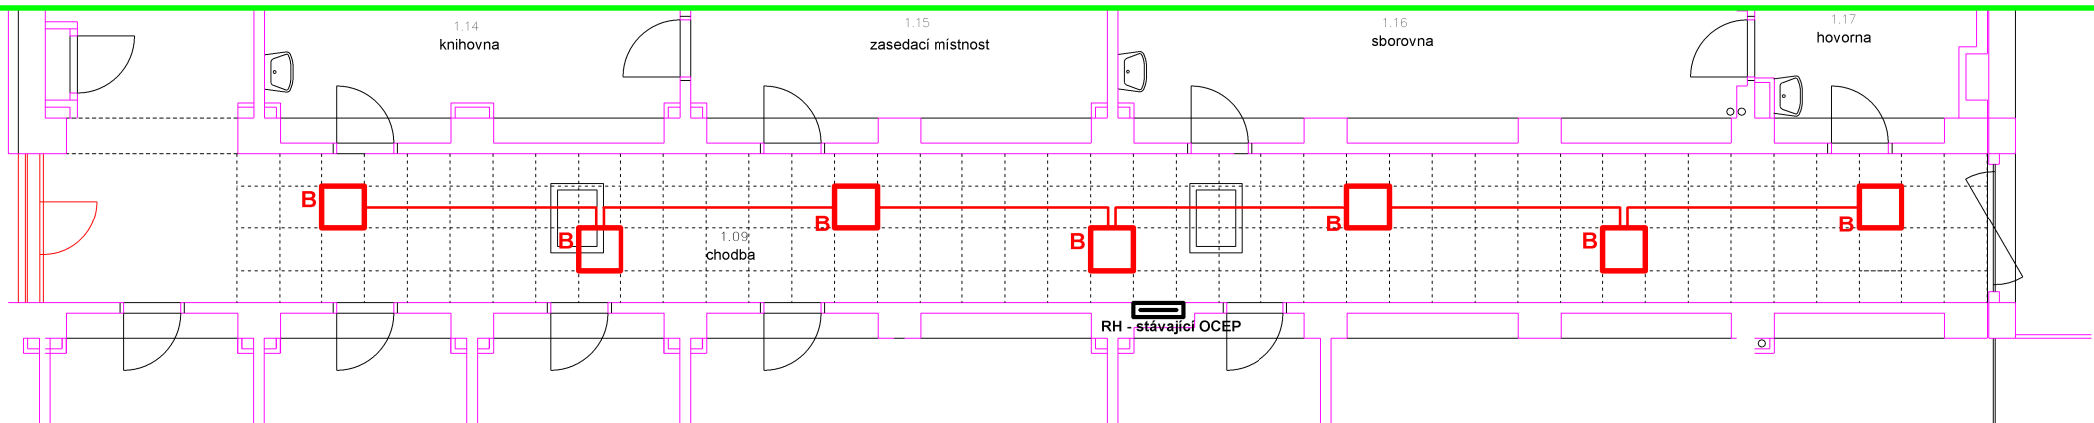 1.14
knihovna
1.15
zasedací místnost
1.16
sborovna
1.17
hovorna
B
B
B
B
B
B
B
1.09
chodba
RH - stávající OCEP